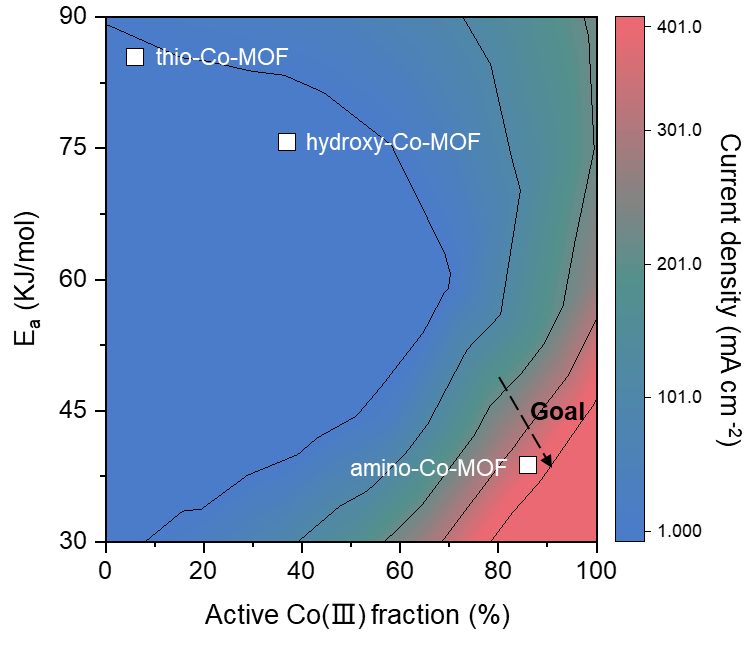 90
75
60
45
30
Eₐ (KJ/mol)
thio-Co-MOF
hydroxy-Co-MOF
Goal
amino-Co-MOF
0 20 40 60 80 100
Active Co(Ⅲ) fraction (%)
401.0
301.0
201.0
101.0
1.000
Current density (mA cm⁻²)